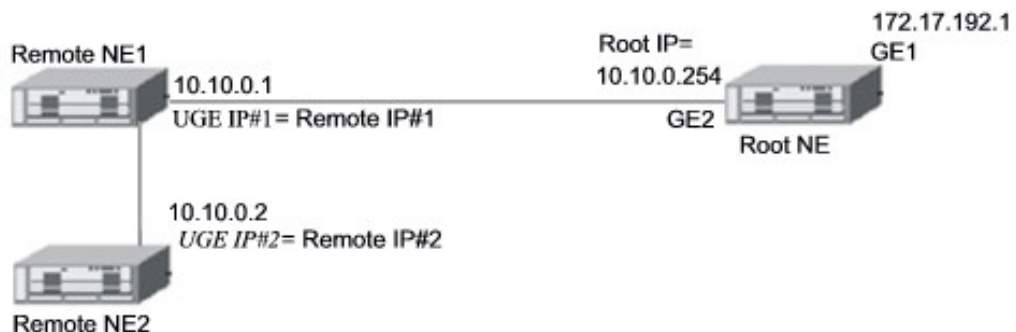 172.17.192.1
GE1
Remote NE1
Root IP=
10.10.0.254
10.10.0.1
UGE IP#1= Remote IP#1
GE2
Root NE
10.10.0.2
UGE IP#2= Remote IP#2
Remote NE2